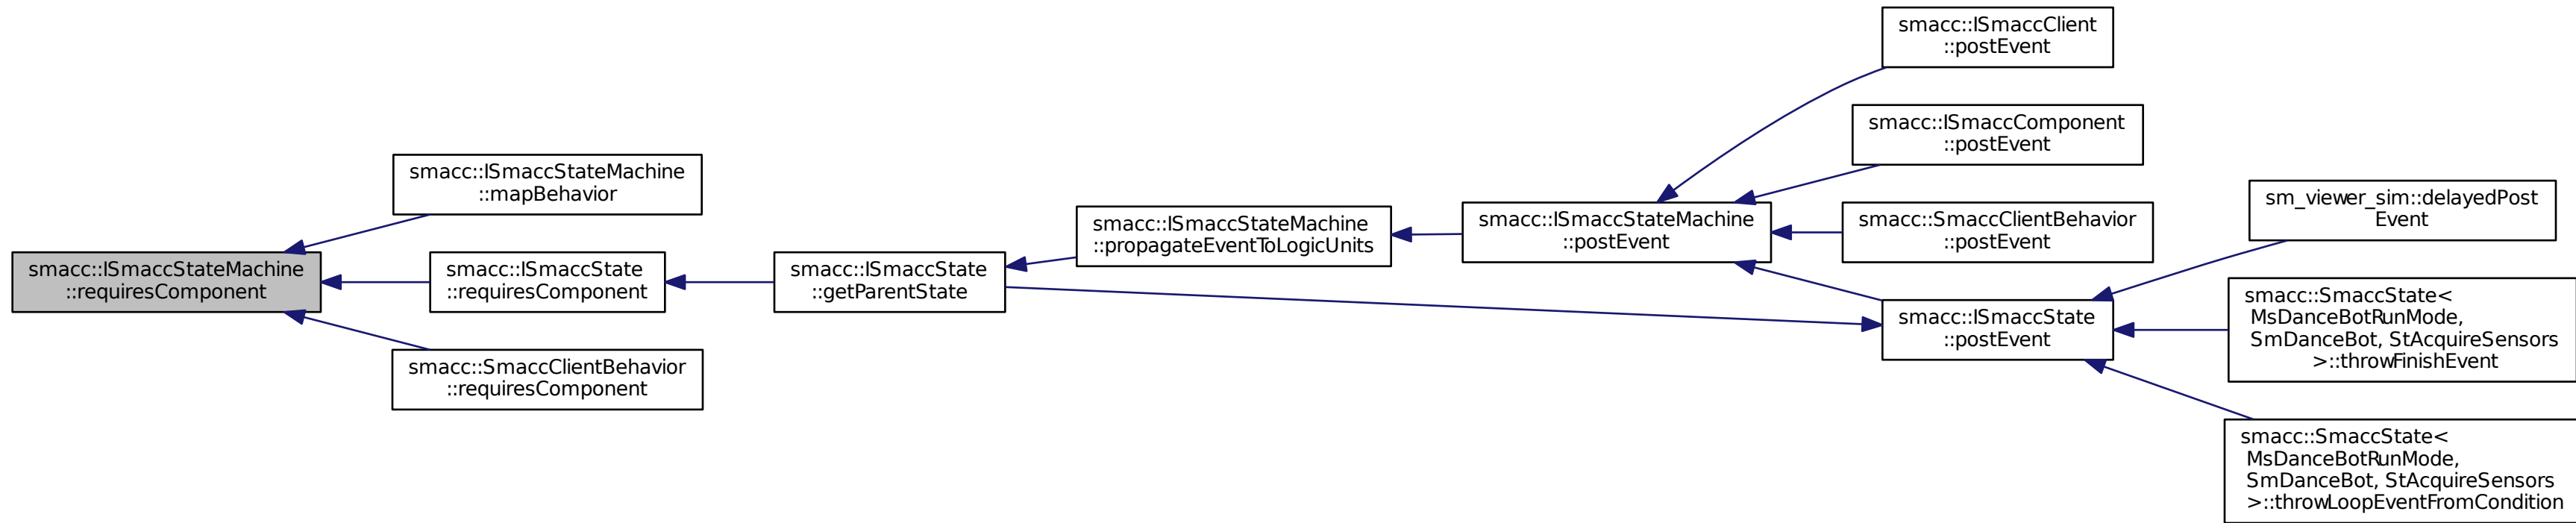 smacc::ISmaccStateMachine
::requiresComponent
smacc::ISmaccStateMachine
::mapBehavior
smacc::ISmaccState
::requiresComponent
smacc::SmaccClientBehavior
::requiresComponent
smacc::ISmaccState
::getParentState
smacc::ISmaccStateMachine
::propagateEventToLogicUnits
smacc::ISmaccStateMachine
::postEvent
smacc::ISmaccClient
::postEvent
smacc::ISmaccComponent
::postEvent
smacc::SmaccClientBehavior
::postEvent
smacc::ISmaccState
::postEvent
sm_viewer_sim::delayedPost
Event
smacc::SmaccState<
MsDanceBotRunMode,
SmDanceBot, StAcquireSensors
>::throwFinishEvent
smacc::SmaccState<
MsDanceBotRunMode,
SmDanceBot, StAcquireSensors
>::throwLoopEventFromCondition